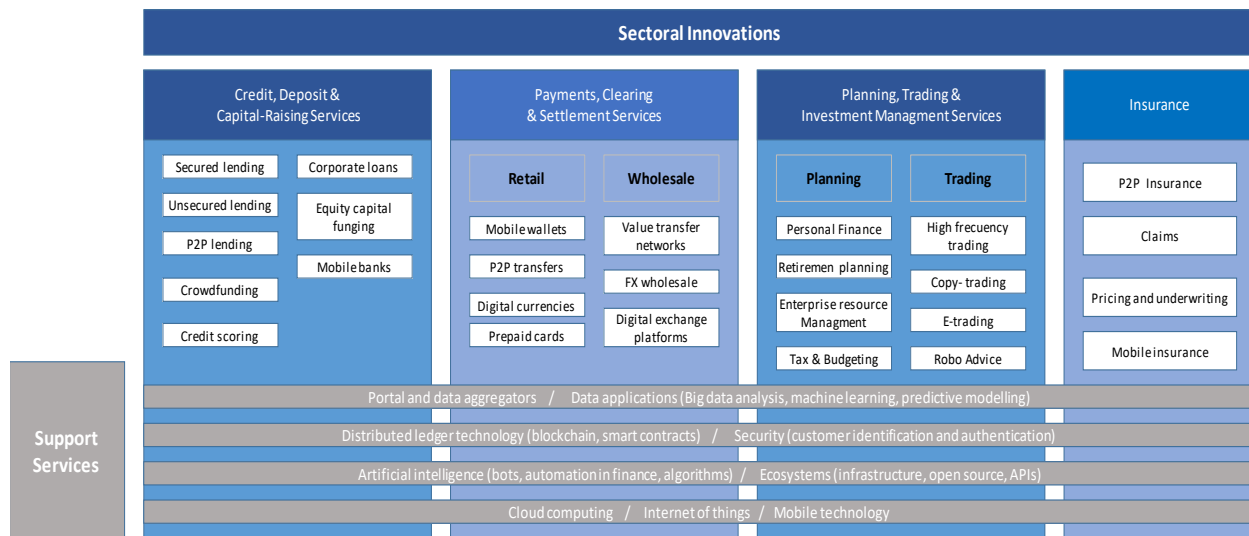 Sectoral Innovations
Credit, Deposit &
Capital-Raising Services
Secured lending
Unsecured lending
P2P lending
Crowdfunding
Credit scoring
Corporate loans
Equity capital
funging
Mobile banks
Payments, Clearing
& Settlement Services
Retail
Mobile wallets
P2P transfers
Digital currencies
Prepaid cards
Wholesale
Value transfer
networks
FX wholesale
Digital exchange
platforms
Planning, Trading &
Investment Managment Services
Planning
Personal Finance
Retiremen planning
Enterprise resource
Managment
Tax & Budgeting
Trading
High frecuency
trading
Copy- trading
E-trading
Robo Advice
Insurance
P2P Insurance
Claims
Pricing and underwriting
Mobile insurance
Support
Services
Portal and data aggregators / Data applications (Big data analysis, machine learning, predictive modelling)
Distributed ledger technology (blockchain, smart contracts) / Security (customer identification and authentication)
Artificial intelligence (bots, automation in finance, algorithms) / Ecosystems (infrastructure, open source, APIs)
Cloud computing / Internet of things / Mobile technology